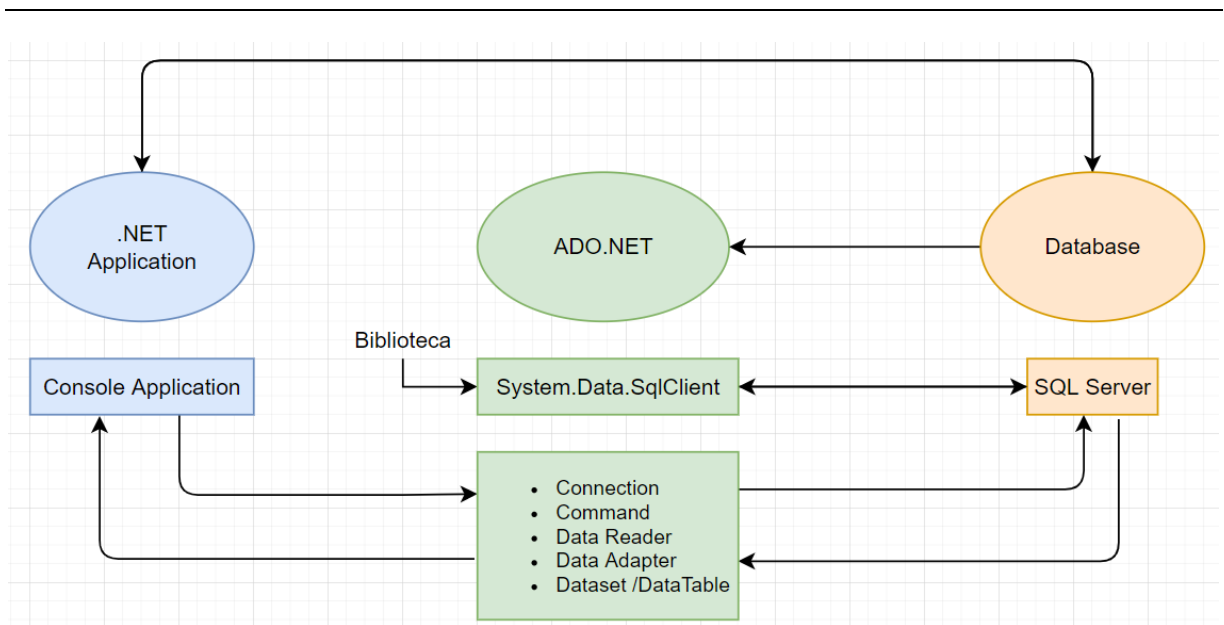 .NET
Application
ADO.NET
Database
Biblioteca
Console Application
System.Data.SqlClient
SQL Server
• Connection
• Command
• Data Reader
• Data Adapter
• Dataset /DataTable